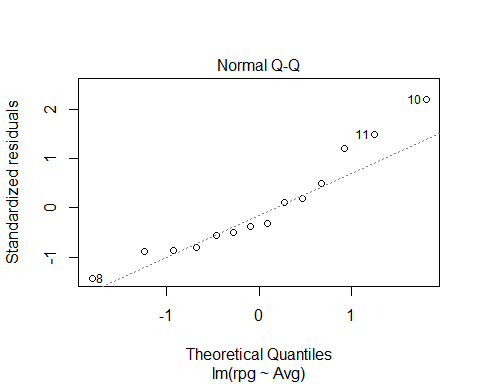 Normal Q-Q
Standardized residuals
2
1
0
-1
10
11
8
-1
0
1
Theoretical Quantiles
lm(rpg ~ Avg)